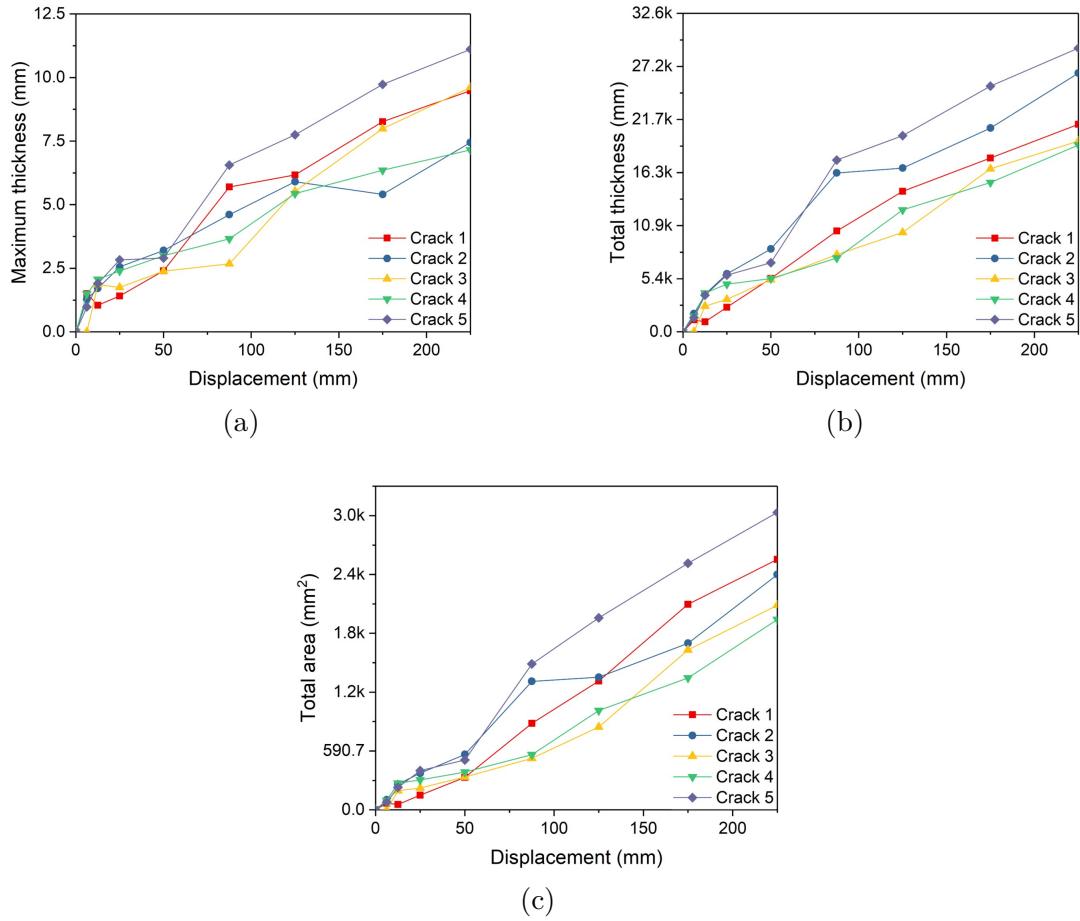 12.5
10.0
7.5
5.0
2.5
0.0
Maximum thickness (mm)
Crack 1
Crack 2
Crack 3
Crack 4
Crack 5
0 50 100 150 200
Displacement (mm)
(a)
32.6k
27.2k
21.7k
16.3k
10.9k
5.4k
0.0
Total thickness (mm)
Crack 1
Crack 2
Crack 3
Crack 4
Crack 5
0 50 100 150 200
Displacement (mm)
(b)
3.0k
2.4k
1.8k
1.2k
590.7
0.0
Total area (mm²)
Crack 1
Crack 2
Crack 3
Crack 4
Crack 5
0 50 100 150 200
Displacement (mm)
(c)